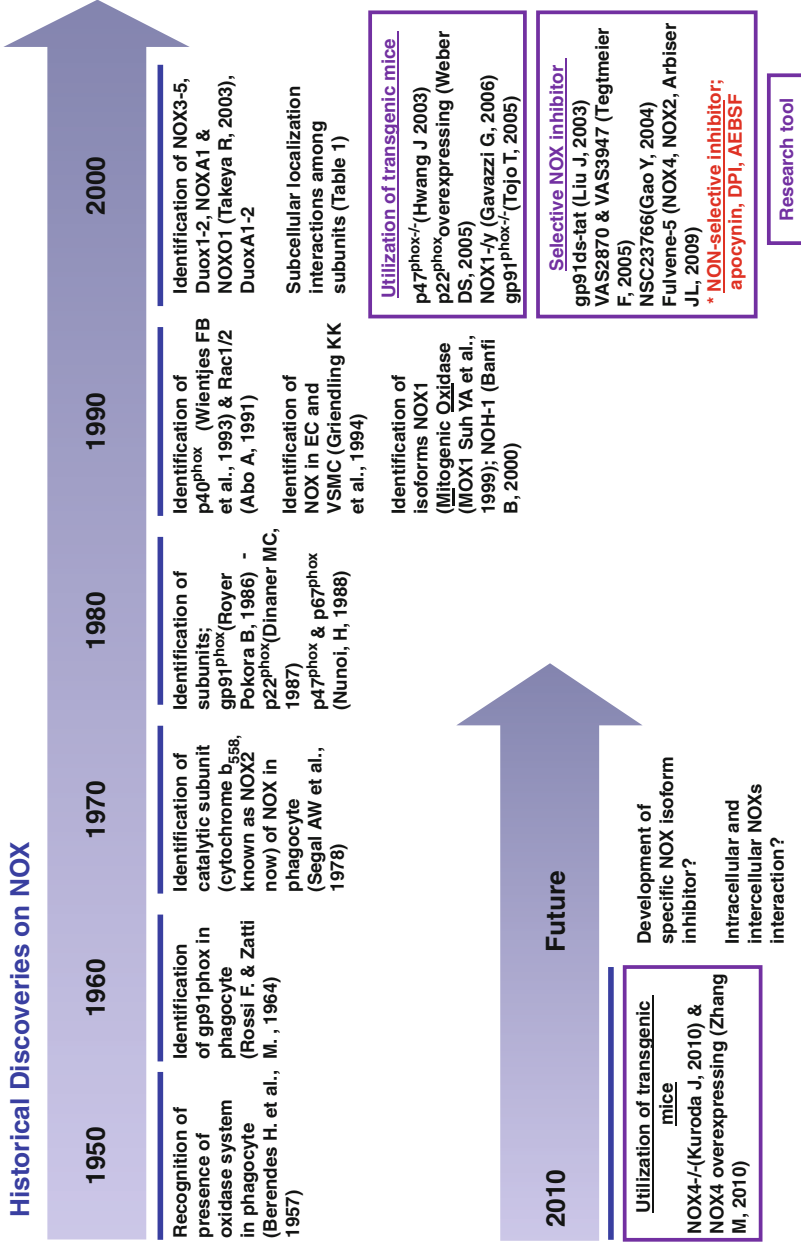 Historical Discoveries on NOX
1950
1960
1970
1980
1990
2000
Recognition of
presence of
oxidase system
in phagocyte
(Berendes H. et al.,
1957)
Identification
of gp91phox in
phagocyte
(Rossi F. & Zatti
M. , 1964)
Identification of
catalytic subunit
(cytochrome b558,
known as NOX2
now) of NOX in
phagocyte
(Segal AW et al.,
1978)
Identification of
subunits;
gp91phox(Royer
Pokora B, 1986) -
p22phox(Dinaner MC,
1987)
p47phox & p67phox
(Nunoi, H, 1988)
Identification of
p40phox (Wientjes FB
et al., 1993) & Rac1/2
(Abo A, 1991)
Identification of
NOX in EC and
VSMC (Griendling KK
et al., 1994)
Identification of
isoforms NOX1
(Mitogenic Oxidase
(MOX1 Suh YA et al.,
1999); NOH-1 (Banfi
B, 2000)
Identification of NOX3-5,
Duox1-2, NOXA1 &
NOXO1 (Takeya R, 2003),
DuoxA1-2
Subcellular localization
interactions among
subunits (Table 1)
Utilization of transgenic mice
p47phox-/-(Hwang J 2003)
p22phoxoverexpressing (Weber
DS, 2005)
NOX1-/y (Gavazzi G, 2006)
gp91phox-/-(Tojo T, 2005)
Selective NOX inhibitor
gp91ds-tat (Liu J, 2003)
VAS2870 & VAS3947 (Tegtmeier
F, 2005)
NSC23766(Gao Y, 2004)
Fulvene-5 (NOX4, NOX2, Arbiser
JL, 2009)
* NON-selective inhibitor;
apocynin, DPI, AEBSF
Research tool
2010
Future
Utilization of transgenic
mice
NOX4-/-(Kuroda J, 2010) &
NOX4 overexpressing (Zhang
M, 2010)
Development of
specific NOX isoform
inhibitor?
Intracellular and
intercellular NOXs
interaction?